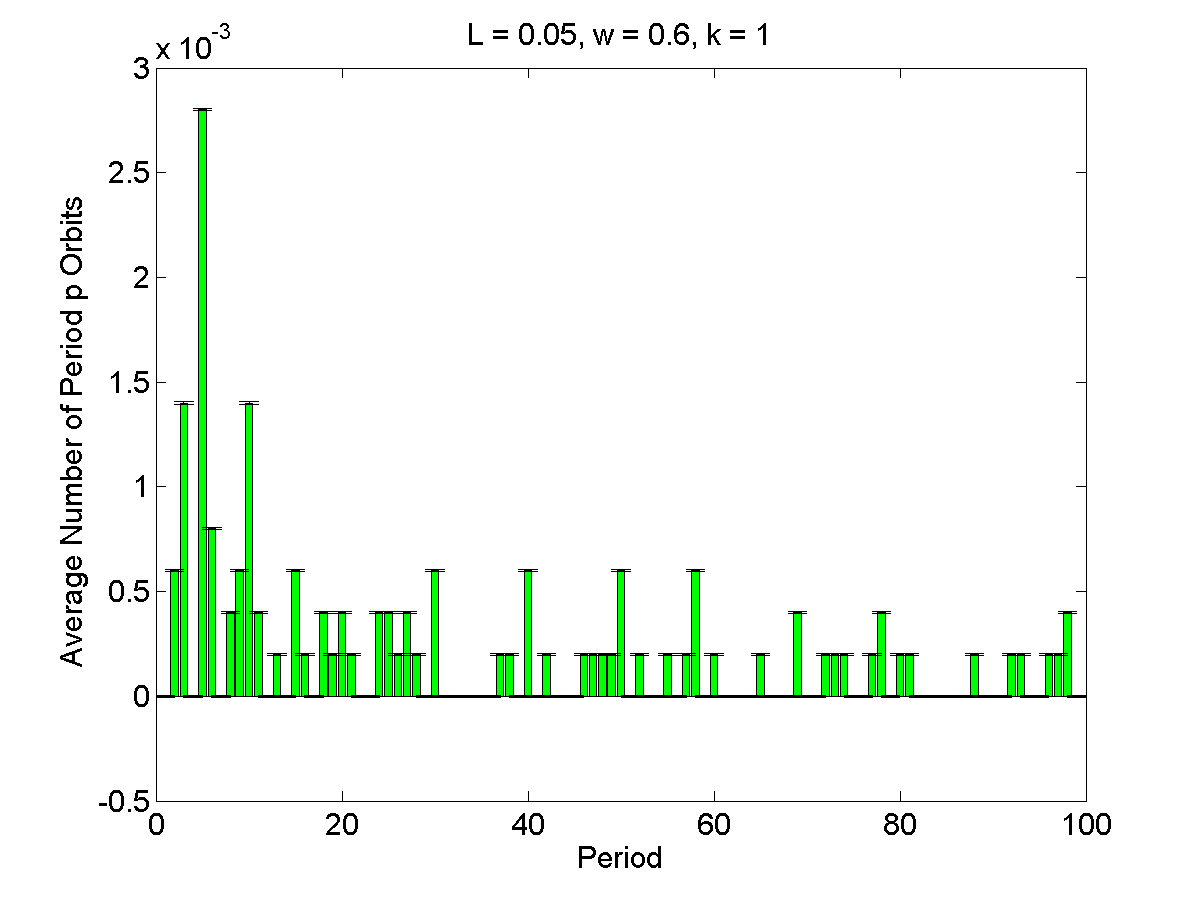 L = 0.05, w = 0.6, k = 1
x 10^-3
3
2.5
2
1.5
1
0.5
0
-0.5
Average Number of Period p Orbits
0 20 40 60 80 100
Period